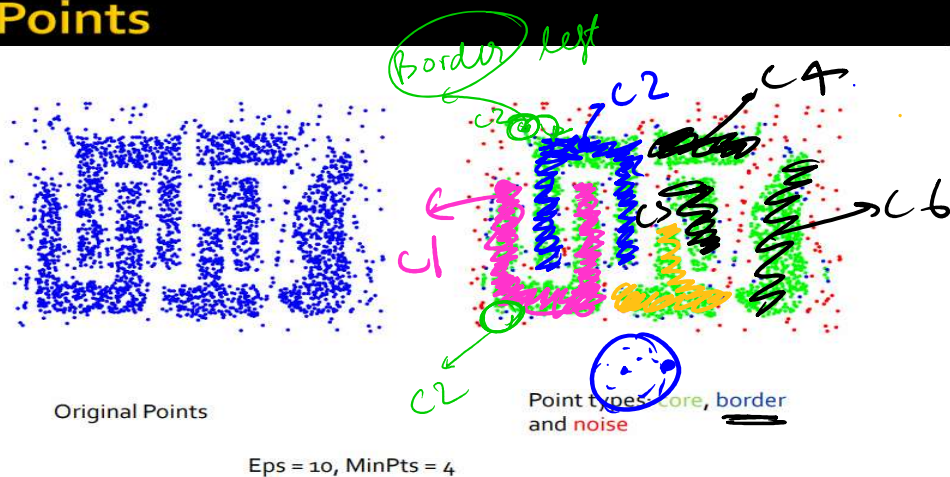 Points
Border left
C2
C2
C4
C1
C6
C2
Original Points
Point types: core, border
and noise
Eps = 10, MinPts = 4